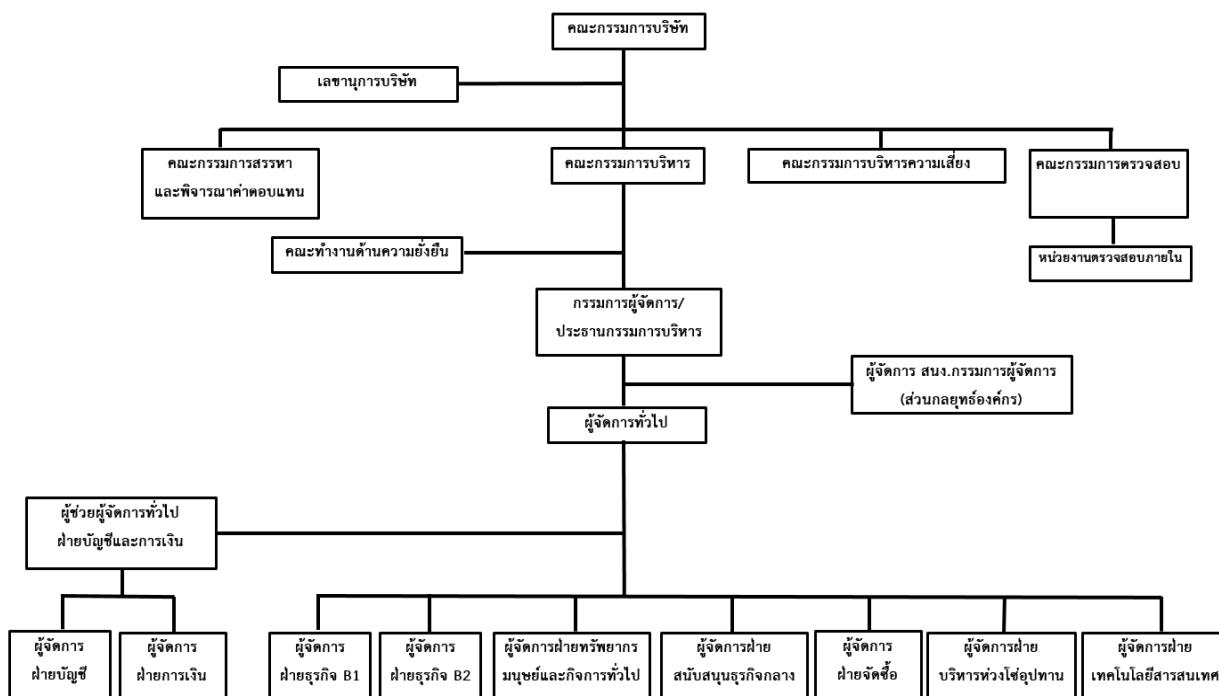 คณะกรรมการบริษัท
เลขานุการบริษัท
คณะกรรมการสรรหา
และพิจารณาค่าตอบแทน
คณะกรรมการบริหาร
คณะกรรมการบริหารความเสี่ยง
คณะกรรมการตรวจสอบ
คณะทำงานด้านความยั่งยืน
หน่วยงานตรวจสอบภายใน
กรรมการผู้จัดการ/
ประธานกรรมการบริหาร
ผู้จัดการ สนง.กรรมการผู้จัดการ
(ส่วนกลยุทธ์องค์กร)
ผู้จัดการทั่วไป
ผู้ช่วยผู้จัดการทั่วไป
ฝ่ายบัญชีและการเงิน
ผู้จัดการ
ฝ่ายบัญชี
ผู้จัดการ
ฝ่ายการเงิน
ผู้จัดการ
ฝ่ายธุรกิจ B1
ผู้จัดการ
ฝ่ายธุรกิจ B2
ผู้จัดการฝ่ายทรัพยากร
มนุษย์และกิจการทั่วไป
ผู้จัดการฝ่าย
สนับสนุนธุรกิจกลาง
ผู้จัดการ
ฝ่ายจัดซื้อ
ผู้จัดการฝ่าย
บริหารห่วงโซ่อุปทาน
ผู้จัดการฝ่าย
เทคโนโลยีสารสนเทศ